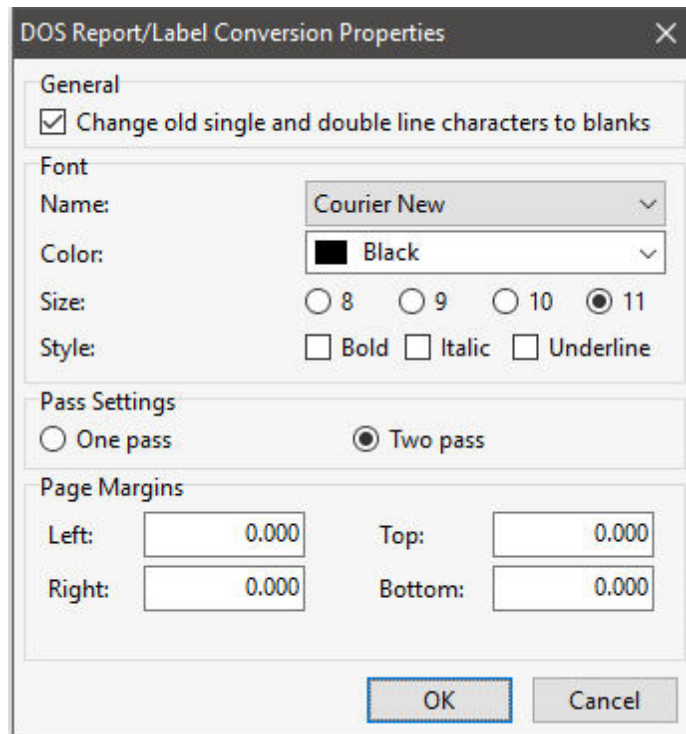 DOS Report/Label Conversion Properties
General
Change old single and double line characters to blanks
Font
Name: Courier New
Color: Black
Size: 8 9 10 11
Style: Bold Italic Underline
Pass Settings
One pass Two pass
Page Margins
Left: 0.000 Top: 0.000
Right: 0.000 Bottom: 0.000
OK Cancel